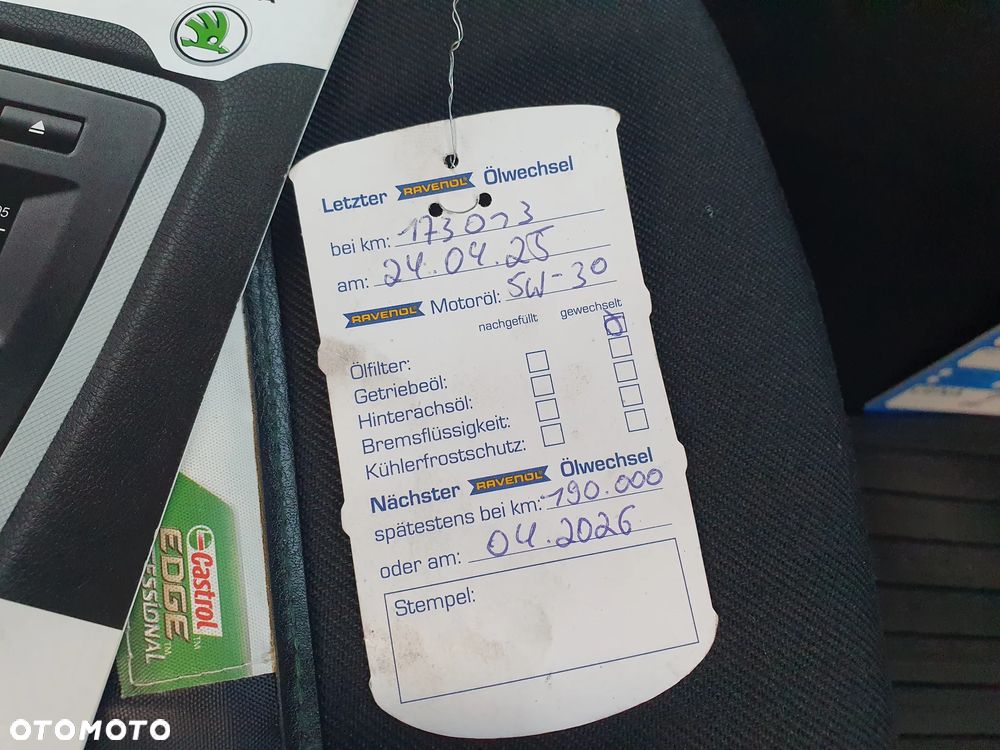 Letzter RAVENOL Ölwechsel
bei km: 173073
am: 24.04.25
RAVENOL Motoröl: 5W-30
nachgefüllt gewechselt
Ölfilter:
Getriebeöl:
Hinterachsöl:
Bremsflüssigkeit:
Kühlerfrostschutz:
Nächster RAVENOL Ölwechsel
spätestens bei km: 190.000
oder am: 04.2026
Stempel:
Castrol
EDGE
OTOMOTO